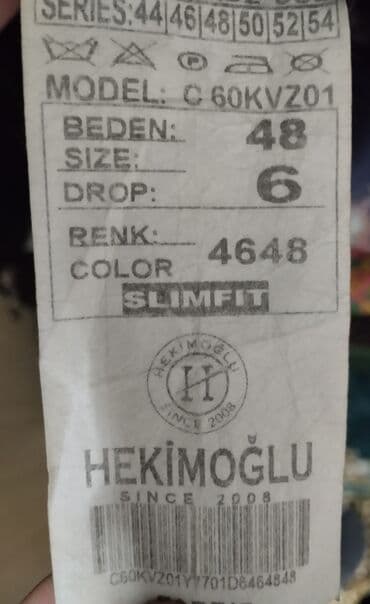 SERIES: 44 46 48 50 52 54
P
MODEL: C 60KVZ01
BEDEN: 48
SIZE:
DROP: 6
RENK: 4648
COLOR
SLIMFIT
HEKİMOĞLU
H
SINCE 2008
HEKİMOĞLU
SINCE 2008